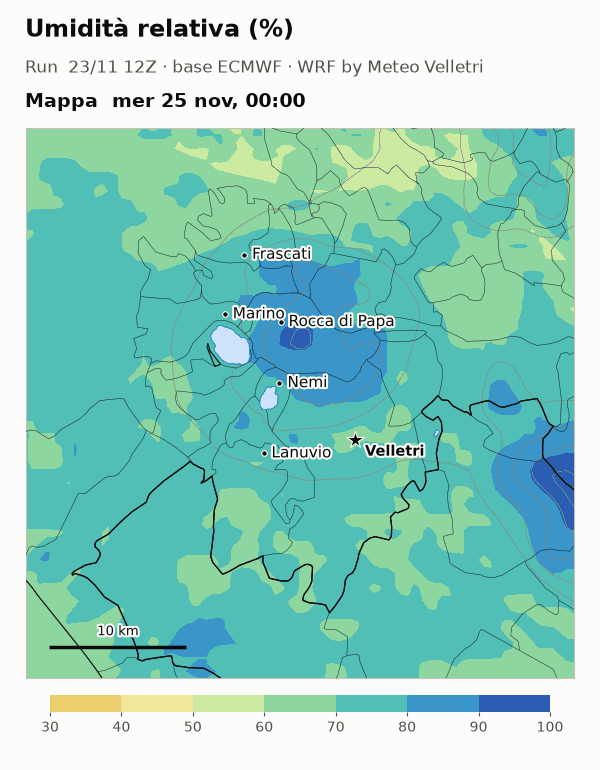 Umidità relativa (%)
Run  23/11 12Z · base ECMWF · WRF by Meteo Velletri
Mappa  mer 25 nov, 00:00
Frascati
Marino
Rocca di Papa
Nemi
Velletri
Lanuvio
10 km
30 40 50 60 70 80 90 100